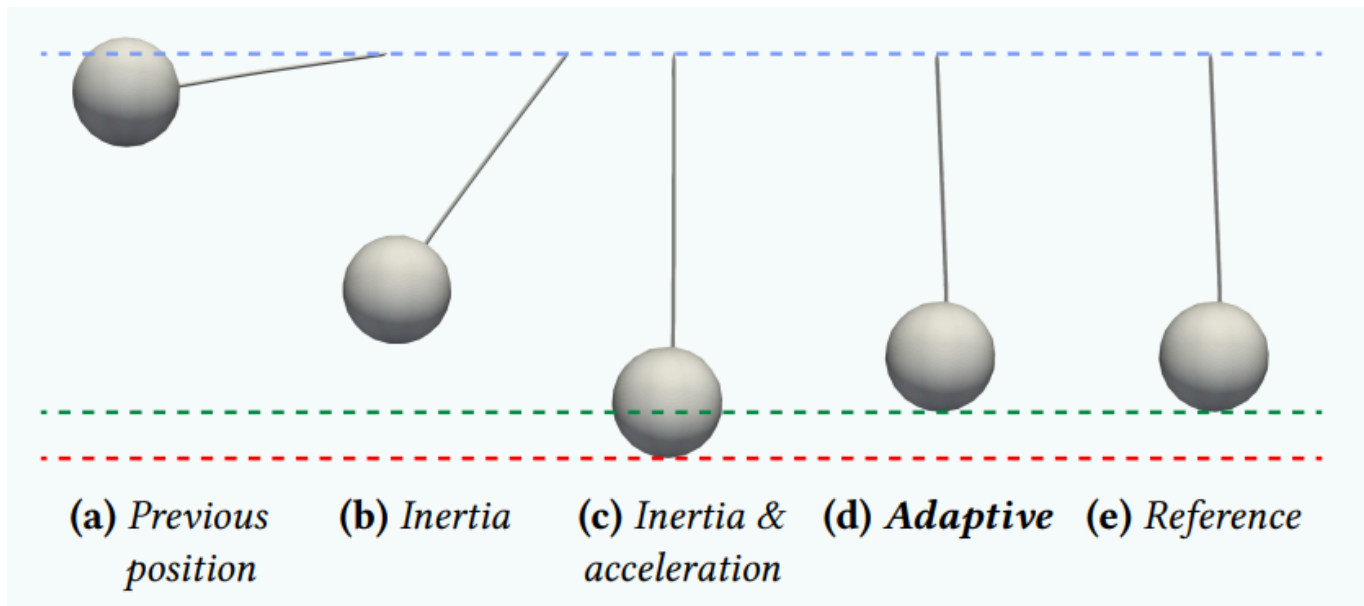 (a) Previous position
(b) Inertia
(c) Inertia & acceleration
(d) Adaptive
(e) Reference